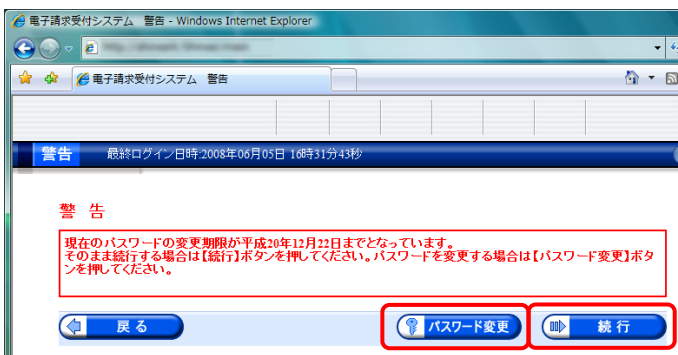 電子請求受付システム 警告 - Windows Internet Explorer
電子請求受付システム 警告
警告 最終ログイン日時:2008年06月05日 16時31分43秒
警 告
現在のパスワードの変更期限が平成20年12月22日までとなっています。
そのまま続行する場合は【続行】ボタンを押してください。パスワードを変更する場合は【パスワード変更】ボタ
ンを押してください。
戻 る パスワード変更 続 行